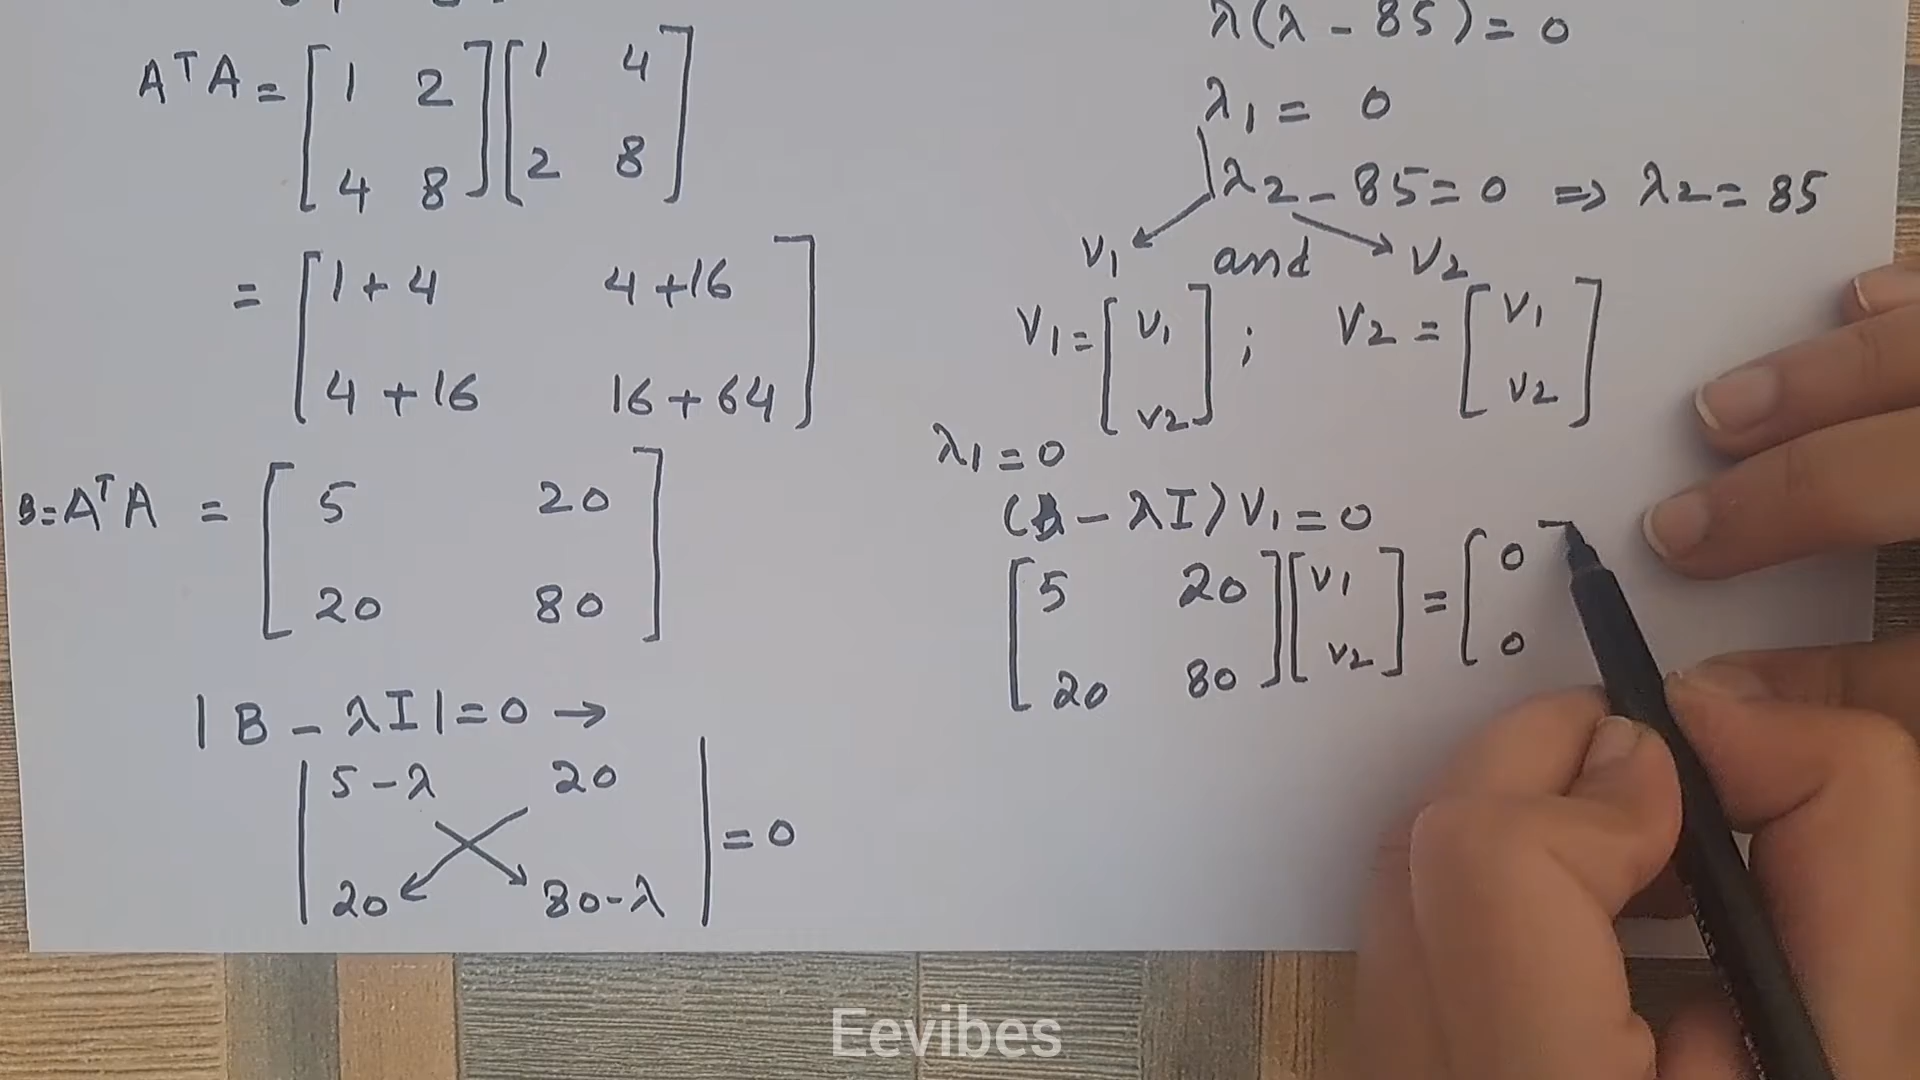 AᵀA = [1 2] [1 4]
[4 8] [2 8]
= [1+4 4+16]
[4+16 16+64]
B=AᵀA = [5 20]
[20 80]
|B - λI| = 0 →
|5-λ 20|
|20 80-λ| = 0
λ(λ - 85) = 0
λ1 = 0
λ2 - 85 = 0 ⇒ λ2 = 85
V1 and V2
V1 = [v1] ; V2 = [v1]
[v2] [v2]
λ1 = 0
(B - λI) V1 = 0
[5 20] [v1] = [0
[20 80] [v2] [0
Eevibes